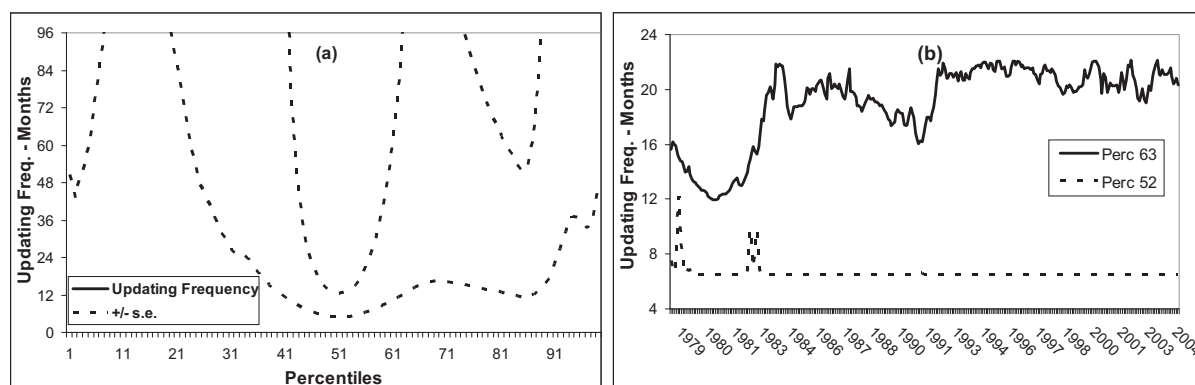 (a)
Updating Freq. - Months
96
84
72
60
48
36
24
12
0
Updating Frequency
+/- s.e.
1 11 21 31 41 51 61 71 81 91
Percentiles
(b)
Updating Freq. - Months
24
20
16
12
8
4
Perc 63
Perc 52
1979 1980 1981 1983 1984 1986 1987 1988 1990 1991 1993 1994 1996 1997 1998 2000 2001 2003 2004